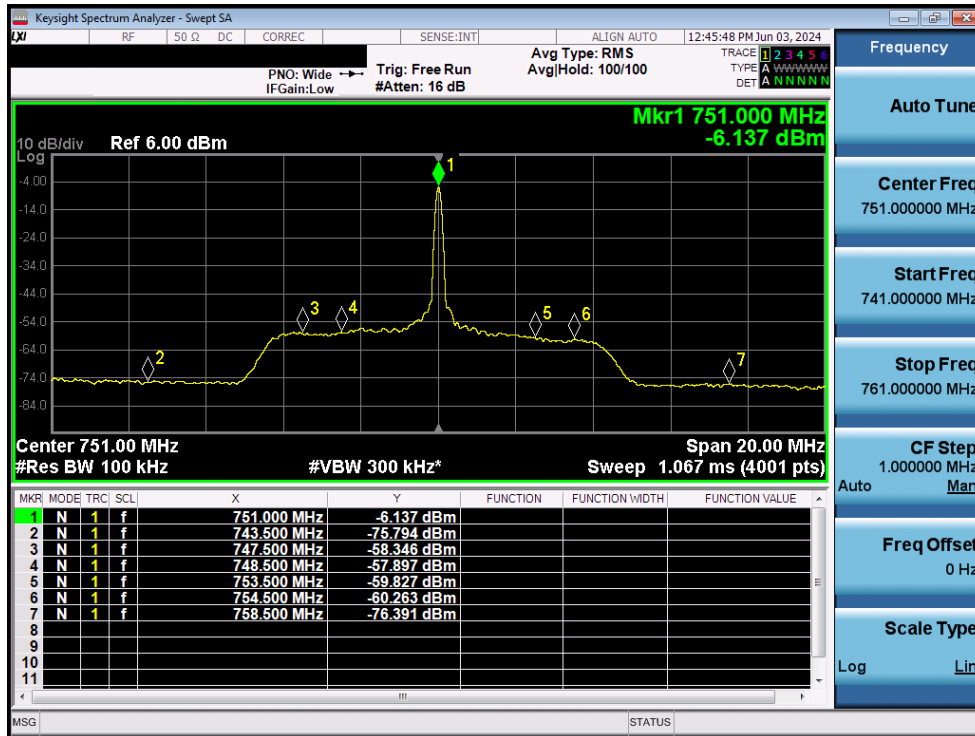 Keysight Spectrum Analyzer - Swept SA
LXI RF 50 Ω DC CORREC SENSE:INT ALIGN AUTO 12:45:48 PM Jun 03, 2024
PNO: Wide Trig: Free Run Avg Type: RMS TRACE 1 2 3 4 5 6
IFGain:Low #Atten: 16 dB Avg|Hold: 100/100 TYPE A WWWWW
DET A N N N N N
Mkr1 751.000 MHz
-6.137 dBm
10 dB/div Ref 6.00 dBm
Log
-4.00
-14.0
-24.0
-34.0
-44.0
-54.0
-64.0
-74.0
-84.0
1
2
3
4
5
6
7
Center 751.00 MHz Span 20.00 MHz
#Res BW 100 kHz #VBW 300 kHz* Sweep 1.067 ms (4001 pts)
MKR MODE TRC SCL X Y FUNCTION FUNCTION WIDTH FUNCTION VALUE
1 N 1 f 751.000 MHz -6.137 dBm
2 N 1 f 743.500 MHz -75.794 dBm
3 N 1 f 747.500 MHz -58.346 dBm
4 N 1 f 748.500 MHz -57.897 dBm
5 N 1 f 753.500 MHz -59.827 dBm
6 N 1 f 754.500 MHz -60.263 dBm
7 N 1 f 758.500 MHz -76.391 dBm
8
9
10
11
MSG STATUS
Frequency
Auto Tune
Center Freq
751.000000 MHz
Start Freq
741.000000 MHz
Stop Freq
761.000000 MHz
CF Step
1.000000 MHz
Auto Man
Freq Offset
0 Hz
Scale Type
Log Lin